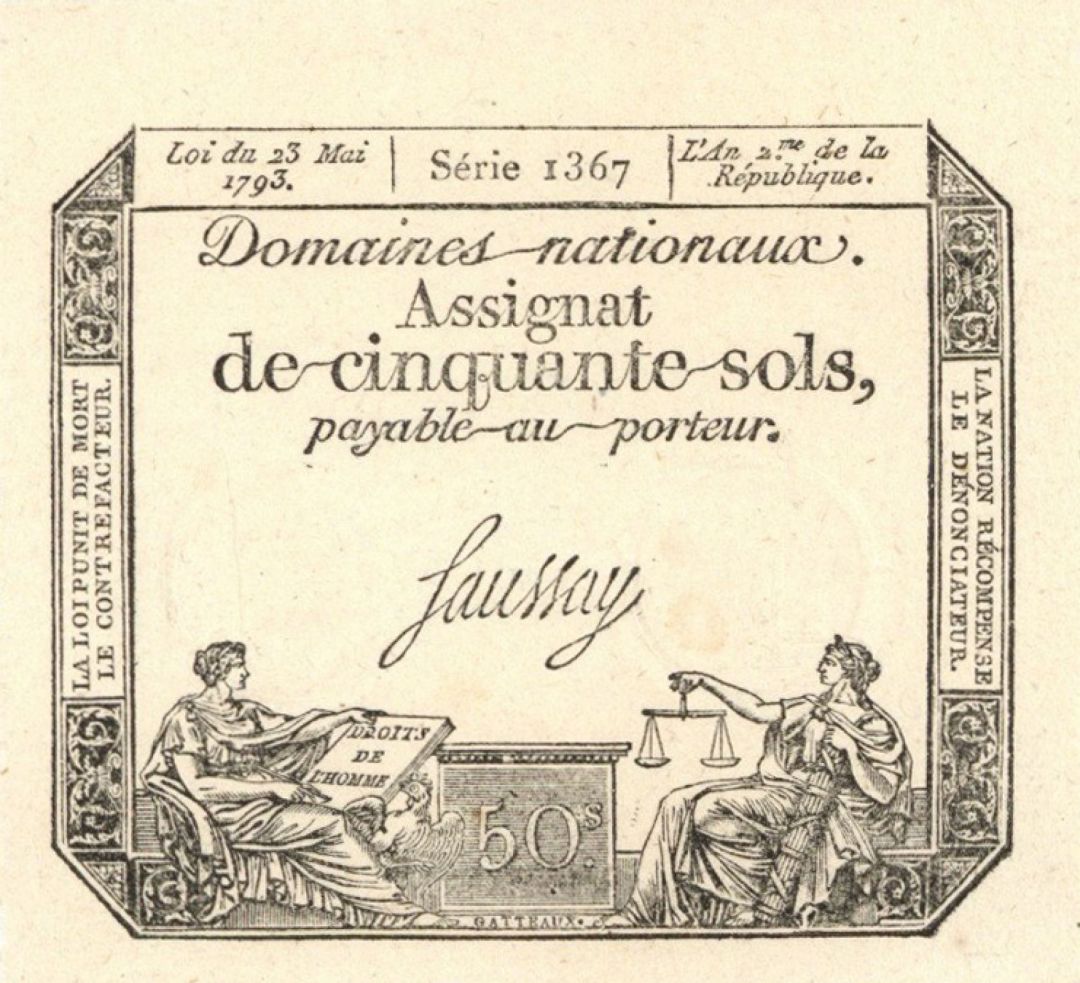 Loi du 23 Mai
1793.
Série 1367
L'An 2.me de la
République.
Domaines nationaux.
Assignat
de cinquante sols,
payable au porteur.
Saussay
LA LOI PUNIT DE MORT
LE CONTREFACTEUR.
LA NATION RÉCOMPENSE
LE DÉNONCIATEUR.
DROITS
DE
L'HOMME
50s.
GATTEAUX.